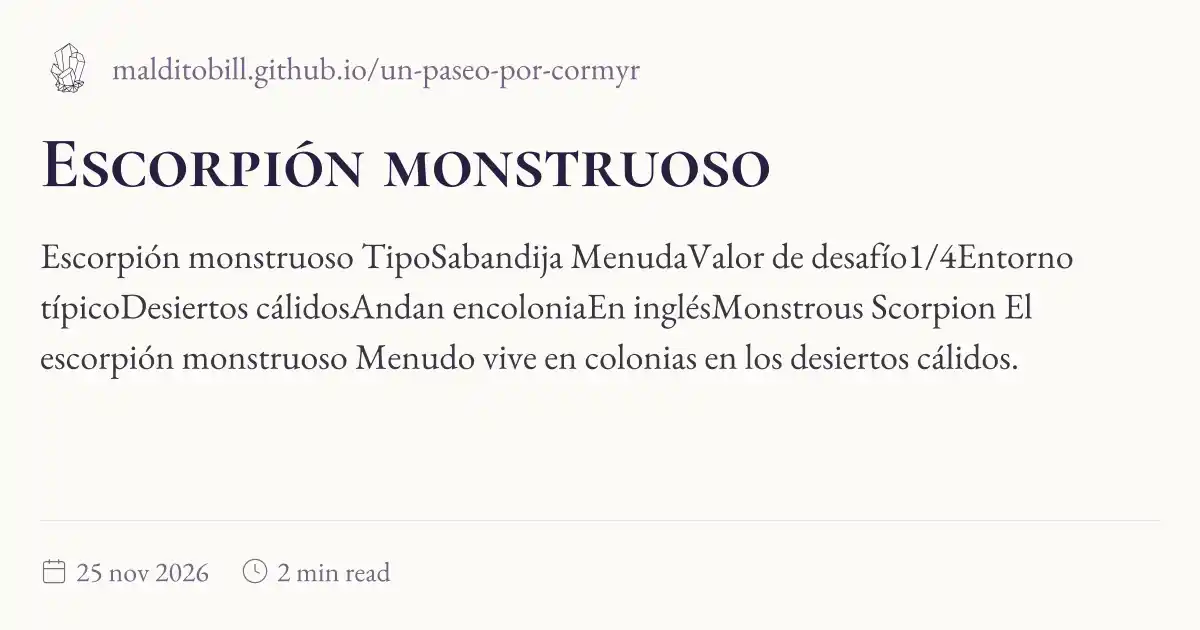 malditobill.github.io/un-paseo-por-cormyr
Escorpión monstruoso
Escorpión monstruoso TipoSabandija MenudaValor de desafío1/4Entorno
típicoDesiertos cálidosAndan encoloniaEn inglésMonstrous Scorpion El
escorpión monstruoso Menudo vive en colonias en los desiertos cálidos.
25 nov 2026 2 min read